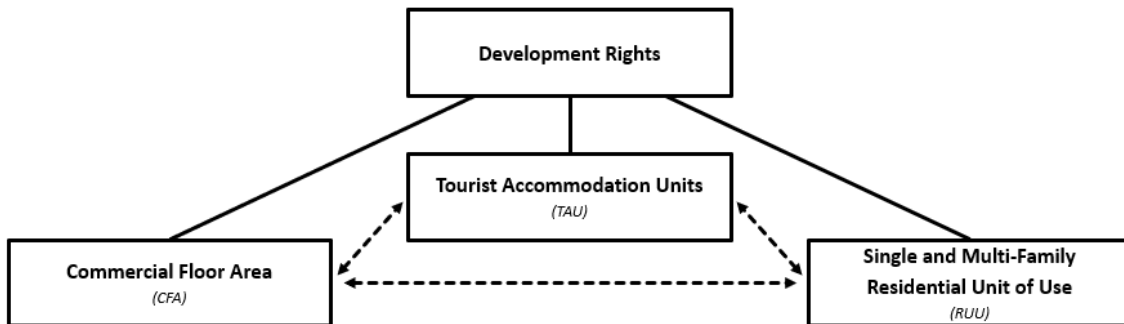 Development Rights
Tourist Accommodation Units
(TAU)
Commercial Floor Area
(CFA)
Single and Multi-Family
Residential Unit of Use
(RUU)